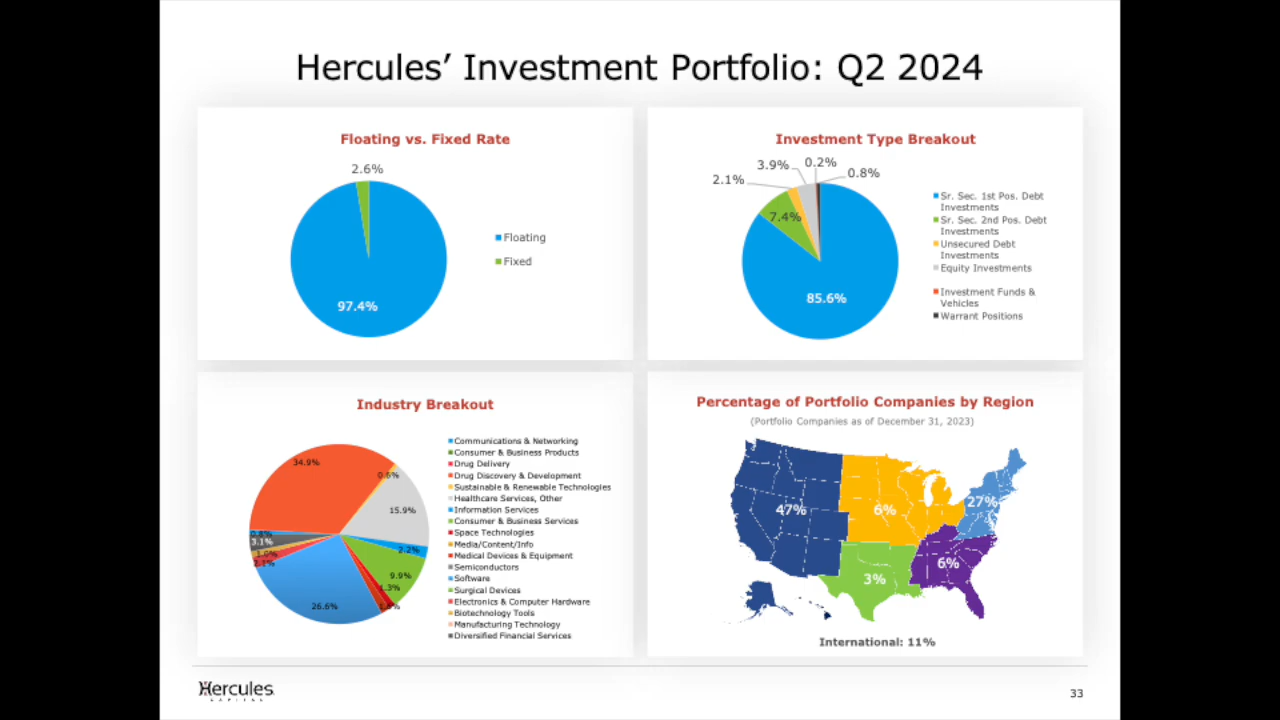 Hercules' Investment Portfolio: Q2 2024
Floating vs. Fixed Rate
2.6%
97.4%
Floating
Fixed
Investment Type Breakout
3.9%
0.2%
2.1%
0.8%
7.4%
85.6%
Sr. Sec. 1st Pos. Debt
Investments
Sr. Sec. 2nd Pos. Debt
Investments
Unsecured Debt
Investments
Equity Investments
Investment Funds &
Vehicles
Warrant Positions
Industry Breakout
34.9%
0.6%
15.9%
2.2%
9.9%
26.6%
3.1%
Communications & Networking
Consumer & Business Products
Drug Delivery
Drug Discovery & Development
Sustainable & Renewable Technologies
Healthcare Services, Other
Information Services
Consumer & Business Services
Space Technologies
Media/Content/Info
Medical Devices & Equipment
Semiconductors
Software
Surgical Devices
Electronics & Computer Hardware
Biotechnology Tools
Manufacturing Technology
Diversified Financial Services
Percentage of Portfolio Companies by Region
(Portfolio Companies as of December 31, 2023)
47%
6%
27%
3%
6%
International: 11%
Hercules
33